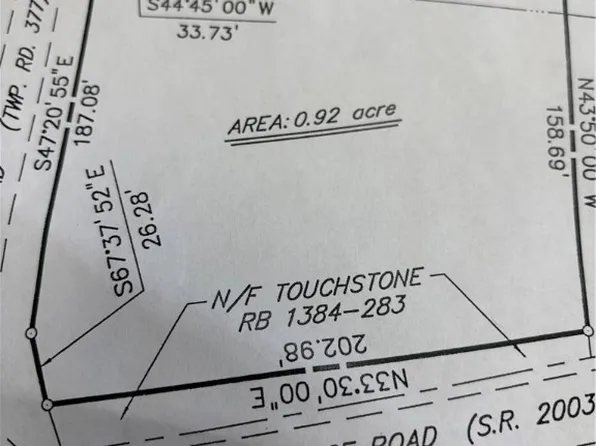 S44°45'00"W
33.73'
(TWP. RD. 377)
S47°20'55"E
187.08'
AREA: 0.92 acre
N43°50'00"W
158.69'
S67°37'52"E
26.28'
N/F TOUCHSTONE
RB 1384-283
202.98'
N33°30'00"E
ROAD (S.R. 2003